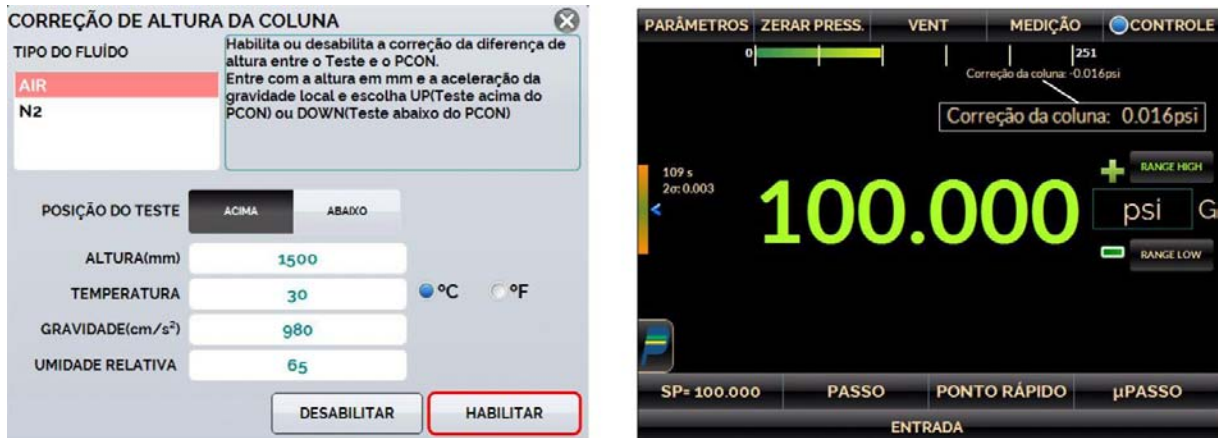 CORREÇÃO DE ALTURA DA COLUNA
TIPO DO FLUÍDO
AIR
N2
Habilita ou desabilita a correção da diferença de
altura entre o Teste e o PCON.
Entre com a altura em mm e a aceleração da
gravidade local e escolha UP(Teste acima do
PCON) ou DOWN(Teste abaixo do PCON)
POSIÇÃO DO TESTE
ACIMA
ABAIXO
ALTURA(mm)
1500
TEMPERATURA
30
ºC
ºF
GRAVIDADE(cm/s²)
980
UMIDADE RELATIVA
65
DESABILITAR
HABILITAR
PARÂMETROS
ZERAR PRESS.
VENT
MEDIÇÃO
CONTROLE
0
251
Correção da coluna: -0.016psi
Correção da coluna: 0.016psi
109 s
2σ: 0.003
100.000
RANGE HIGH
psi
G
RANGE LOW
SP= 100.000
PASSO
PONTO RÁPIDO
µPASSO
ENTRADA